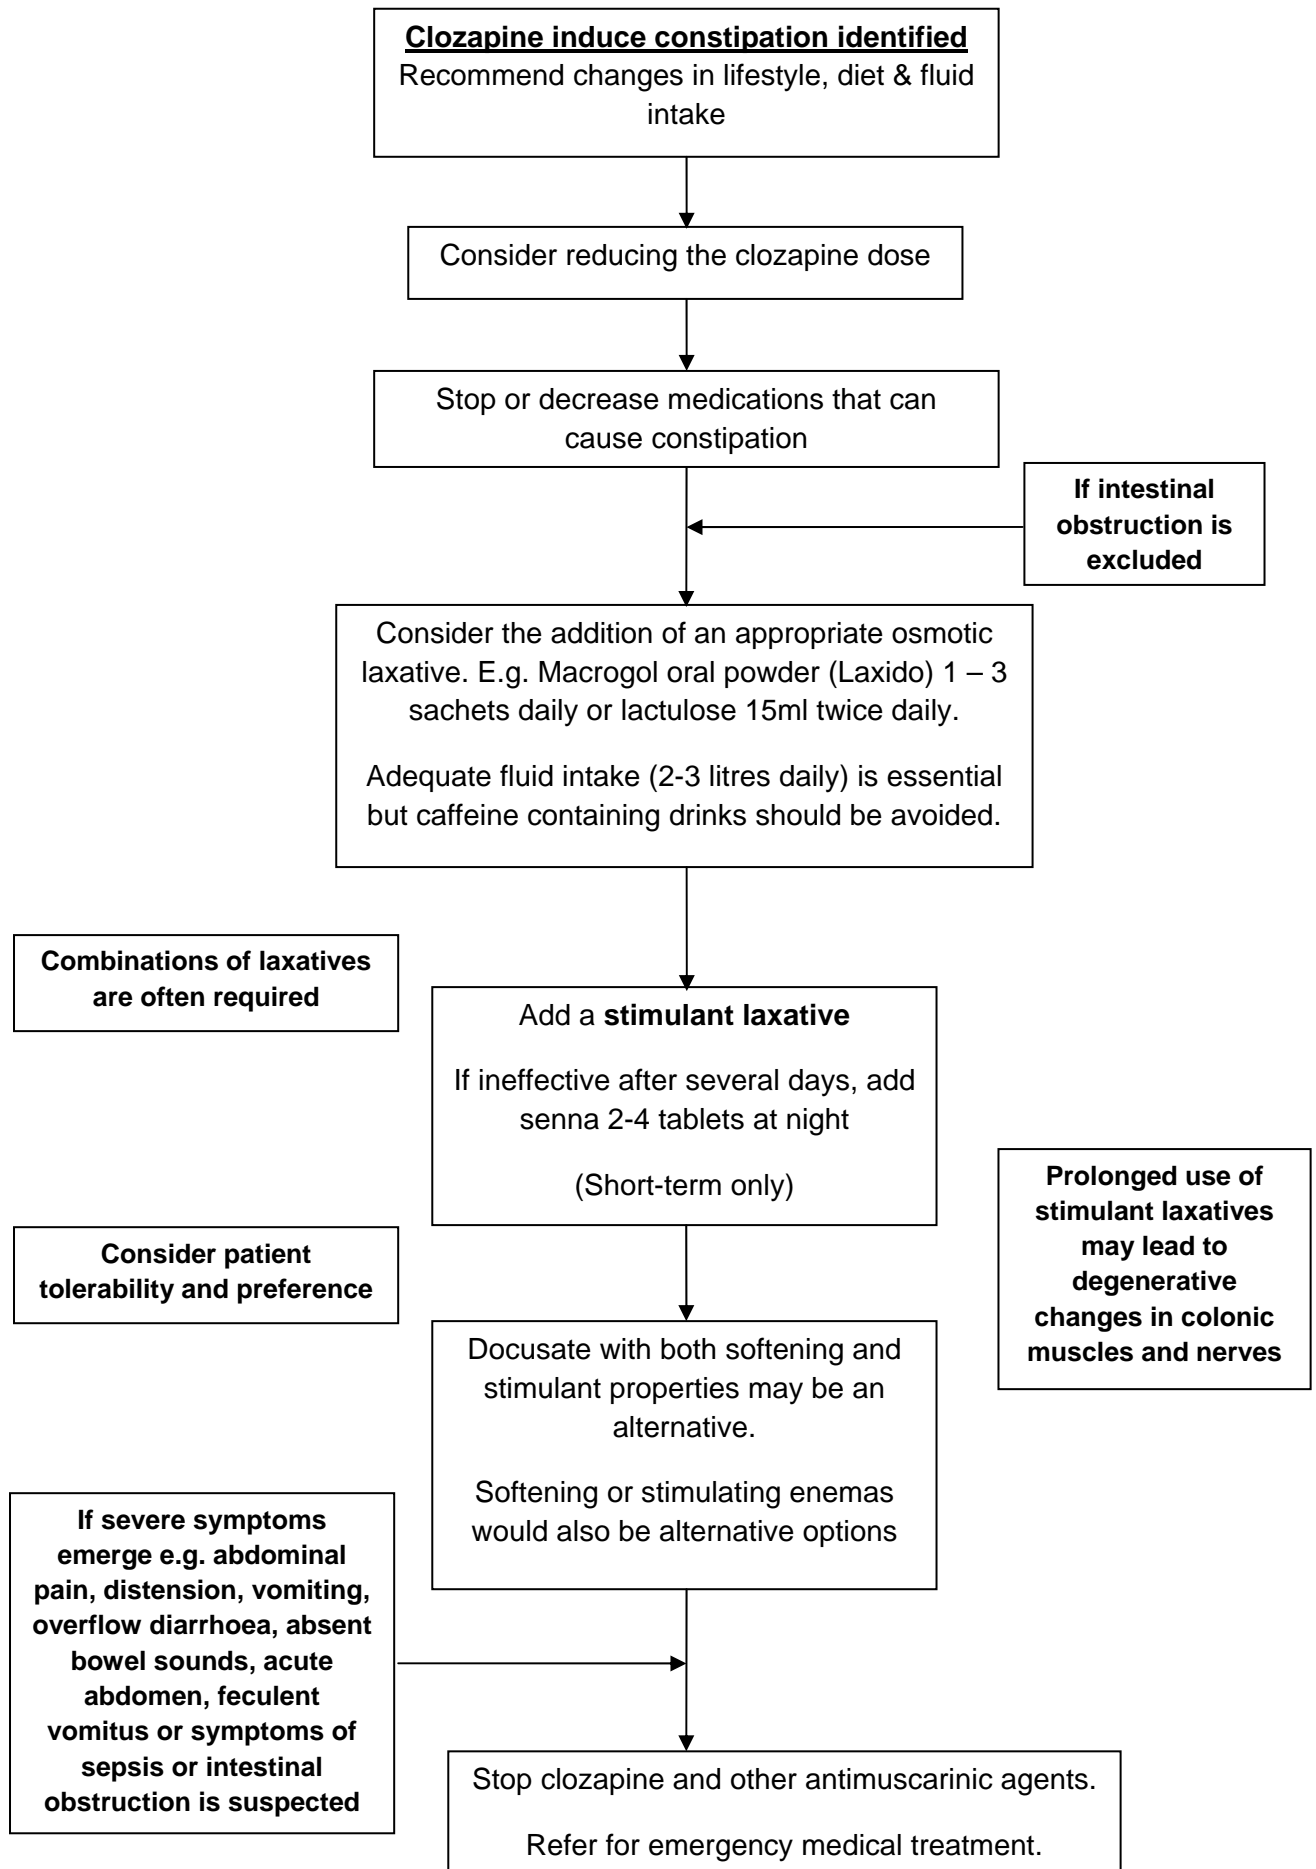 Clozapine induce constipation identified
Recommend changes in lifestyle, diet & fluid
intake
Consider reducing the clozapine dose
Stop or decrease medications that can
cause constipation
If intestinal
obstruction is
excluded
Consider the addition of an appropriate osmotic
laxative. E.g. Macrogol oral powder (Laxido) 1 – 3
sachets daily or lactulose 15ml twice daily.
Adequate fluid intake (2-3 litres daily) is essential
but caffeine containing drinks should be avoided.
Combinations of laxatives
are often required
Add a stimulant laxative
If ineffective after several days, add
senna 2-4 tablets at night
(Short-term only)
Prolonged use of
stimulant laxatives
may lead to
degenerative
changes in colonic
muscles and nerves
Consider patient
tolerability and preference
Docusate with both softening and
stimulant properties may be an
alternative.
Softening or stimulating enemas
would also be alternative options
If severe symptoms
emerge e.g. abdominal
pain, distension, vomiting,
overflow diarrhoea, absent
bowel sounds, acute
abdomen, feculent
vomitus or symptoms of
sepsis or intestinal
obstruction is suspected
Stop clozapine and other antimuscarinic agents.
Refer for emergency medical treatment.